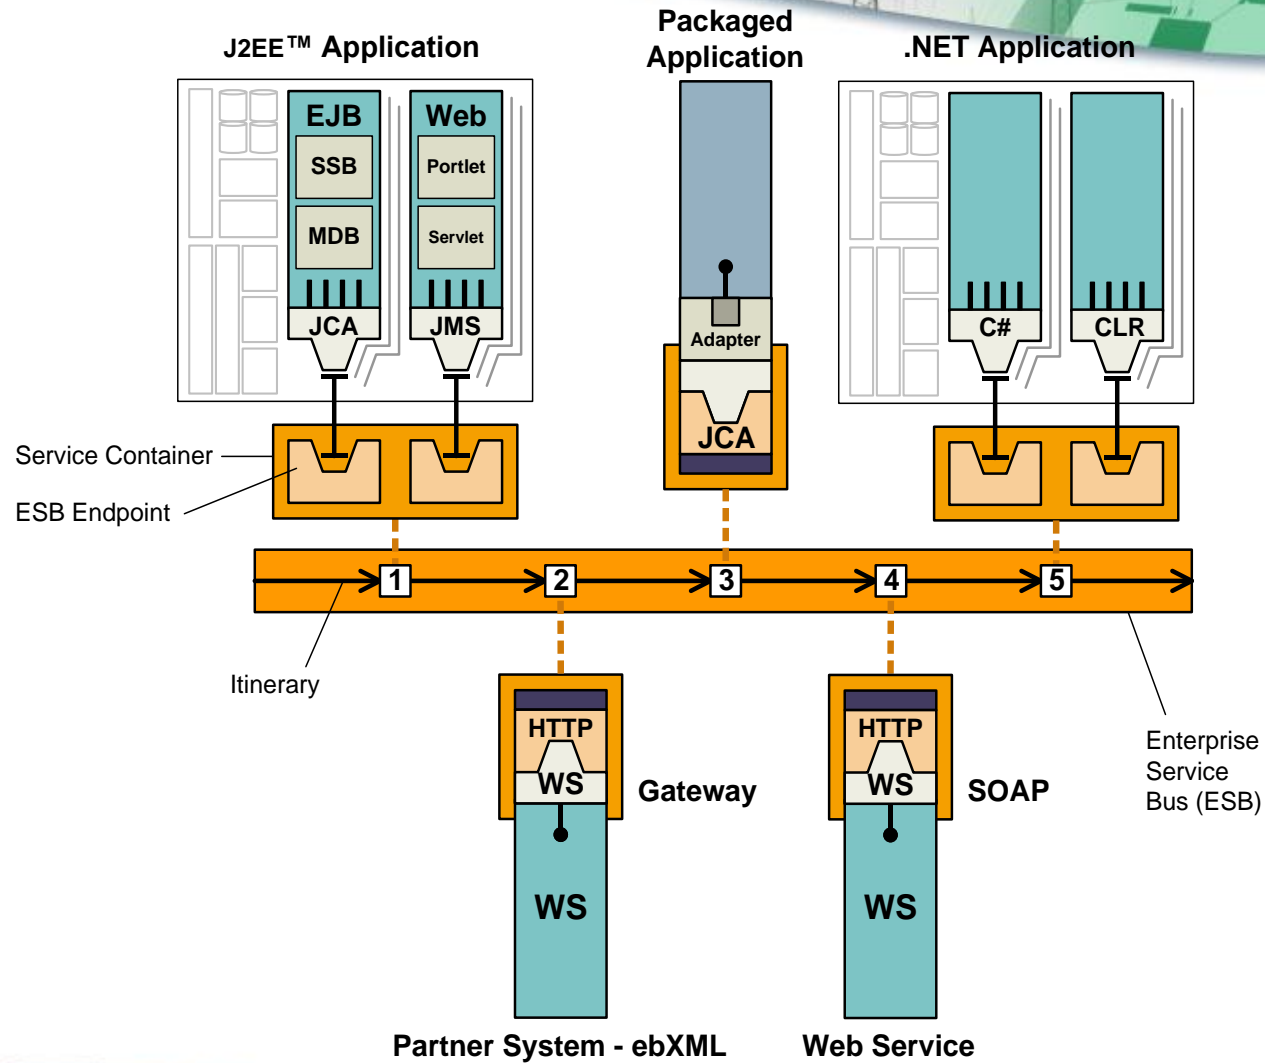 Packaged
Application
J2EE™ Application
.NET Application
EJB
Web
SSB
Portlet
MDB
Servlet
JCA
JMS
Adapter
JCA
C#
CLR
Service Container
ESB Endpoint
1
2
3
4
5
Itinerary
HTTP
WS
Gateway
WS
HTTP
WS
SOAP
WS
Enterprise
Service
Bus (ESB)
Partner System - ebXML
Web Service